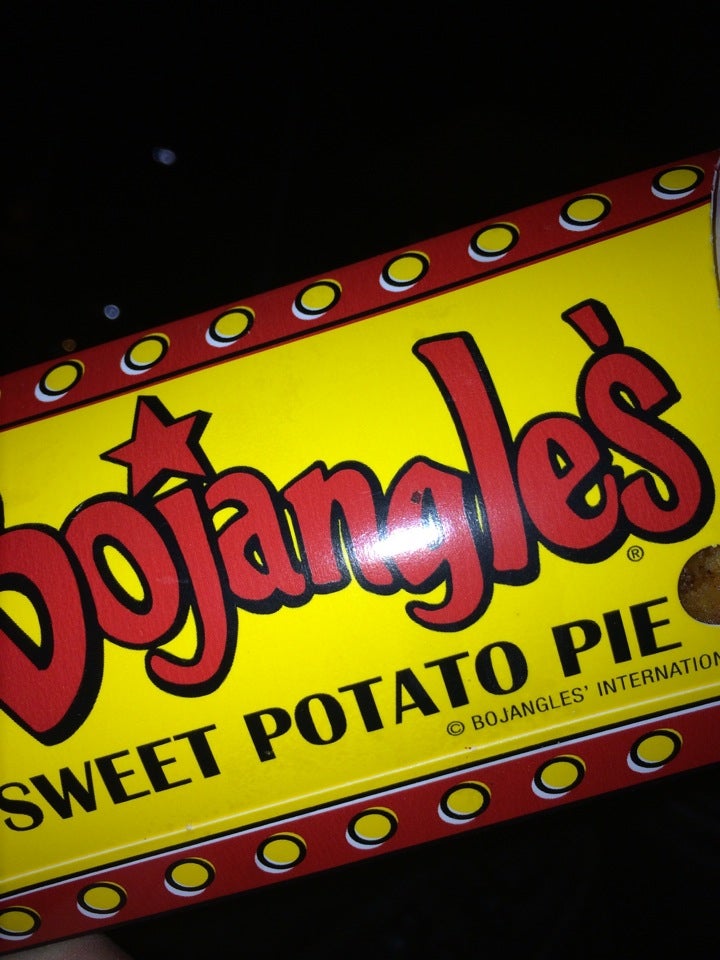 Bojangles'
®
SWEET POTATO PIE
© BOJANGLES' INTERNATION